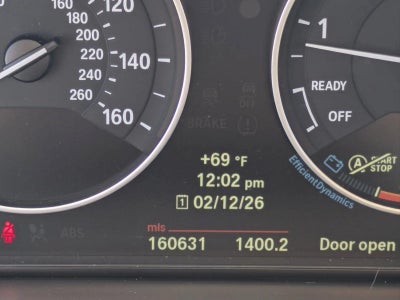 120
160
180
200
220
240
260
140
160
1
READY
OFF
BRAKE
+69 °F
12:02 pm
1 02/12/26
EfficientDynamics
A START
STOP
ABS
mls
160631 1400.2 Door open